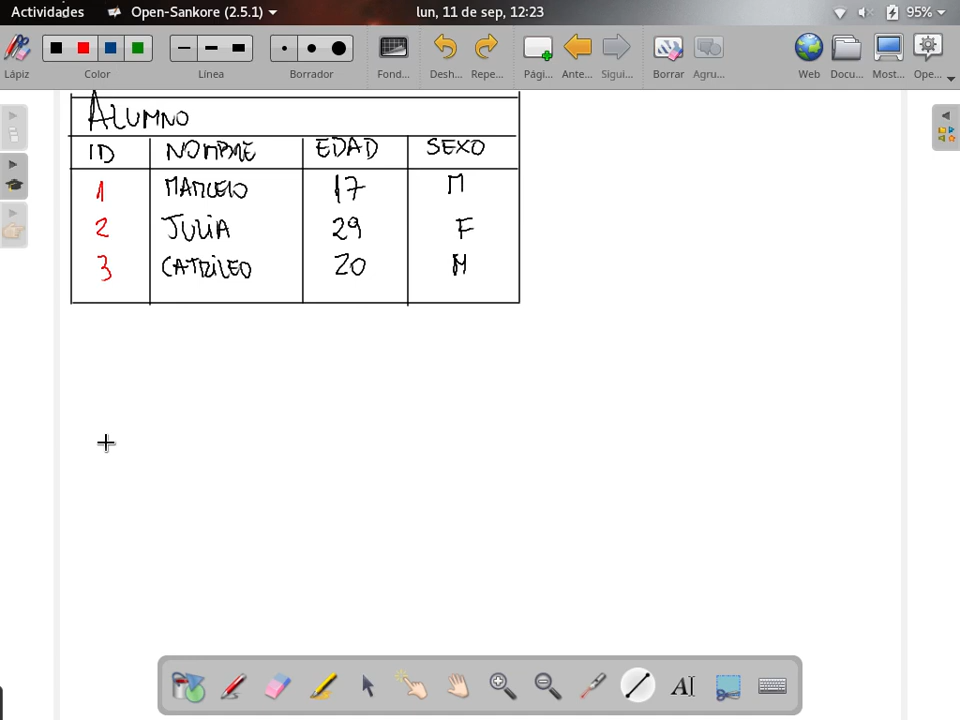 Actividades Open-Sankore (2.5.1) lun, 11 de sep, 12:23 95%
Lápiz Color Línea Borrador Fond... Desh... Repe... Pági... Ante... Sigui... Borrar Agru... Web Docu... Most... Ope...
ALUMNO
ID NOMBRE EDAD SEXO
1 MARCELO 17 M
2 JULIA 29 F
3 CATRILEO 20 M
AI